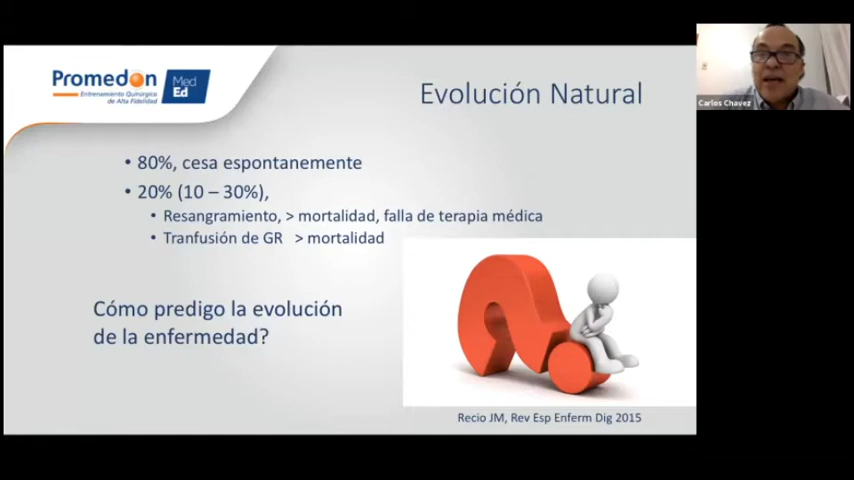 Promedon
Entrenamiento Quirúrgico
de Alta Fidelidad
Med
Ed
Evolución Natural
• 80%, cesa espontanemente
• 20% (10 – 30%),
• Resangramiento, > mortalidad, falla de terapia médica
• Tranfusión de GR > mortalidad
Cómo predigo la evolución
de la enfermedad?
Recio JM, Rev Esp Enferm Dig 2015
Carlos Chavez